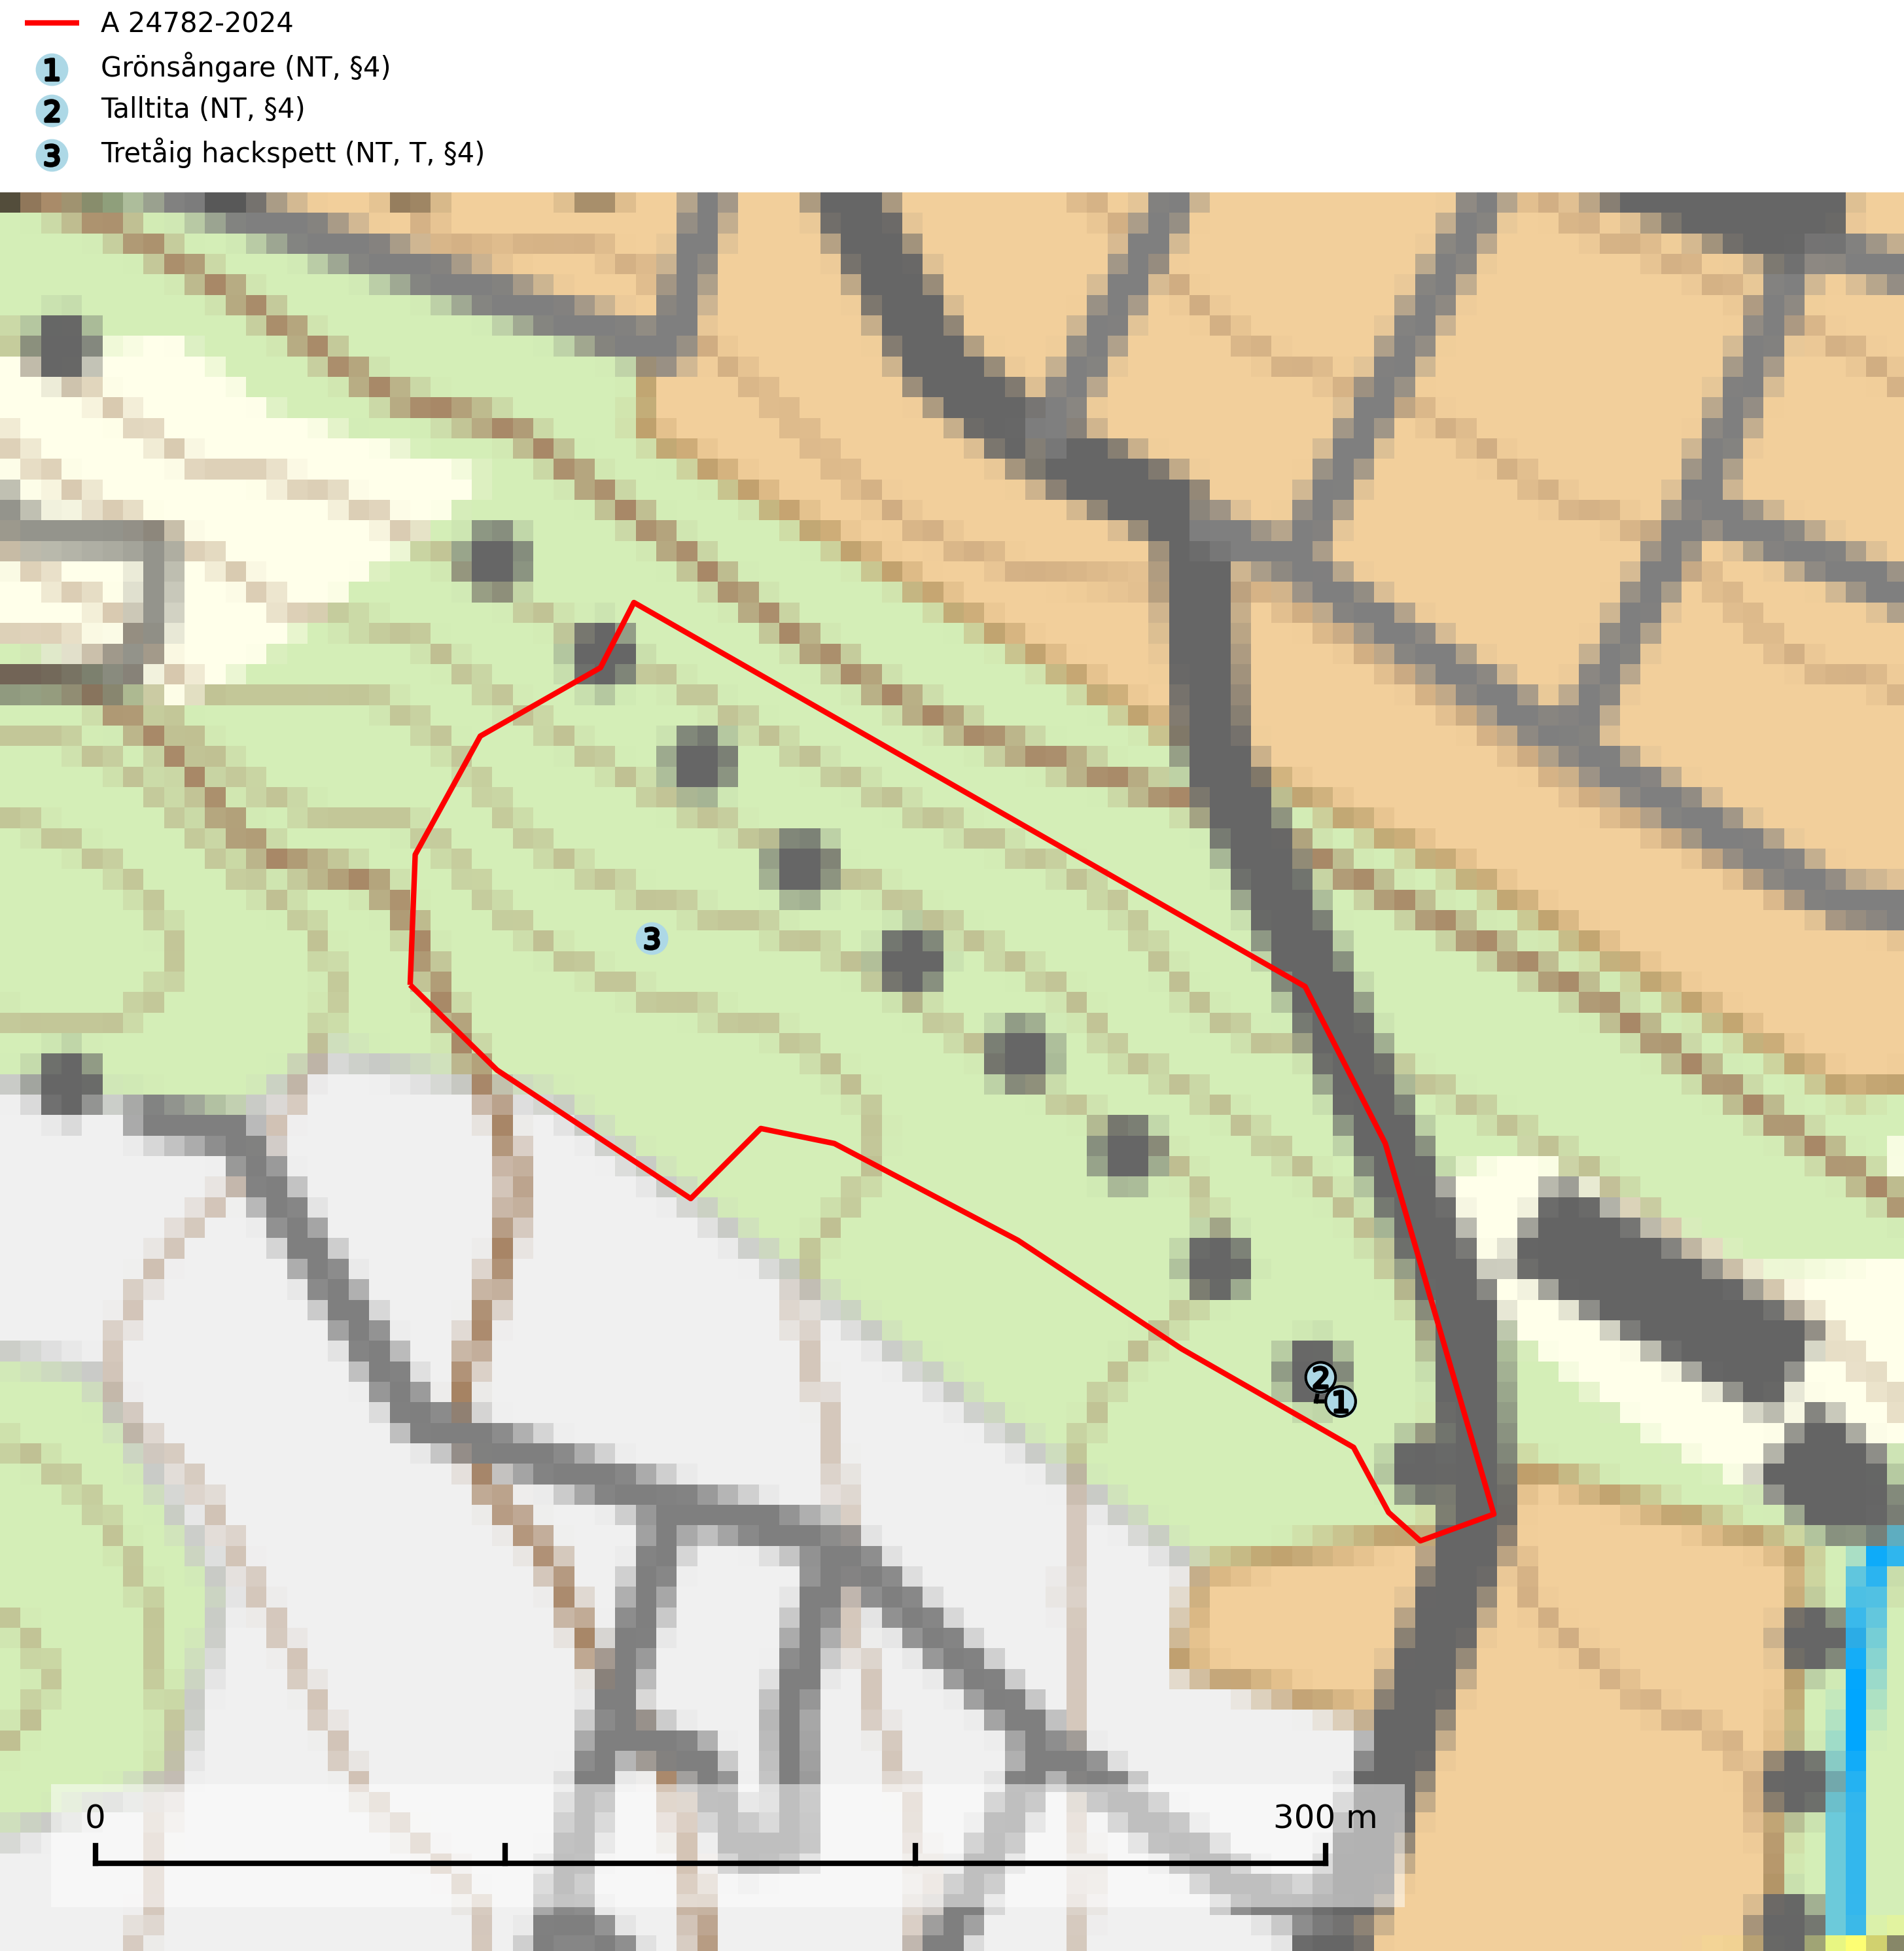 A 24782-2024
1 Grönsångare (NT, §4)
2 Talltita (NT, §4)
3 Tretåig hackspett (NT, T, §4)
3
2
1
0 300 m